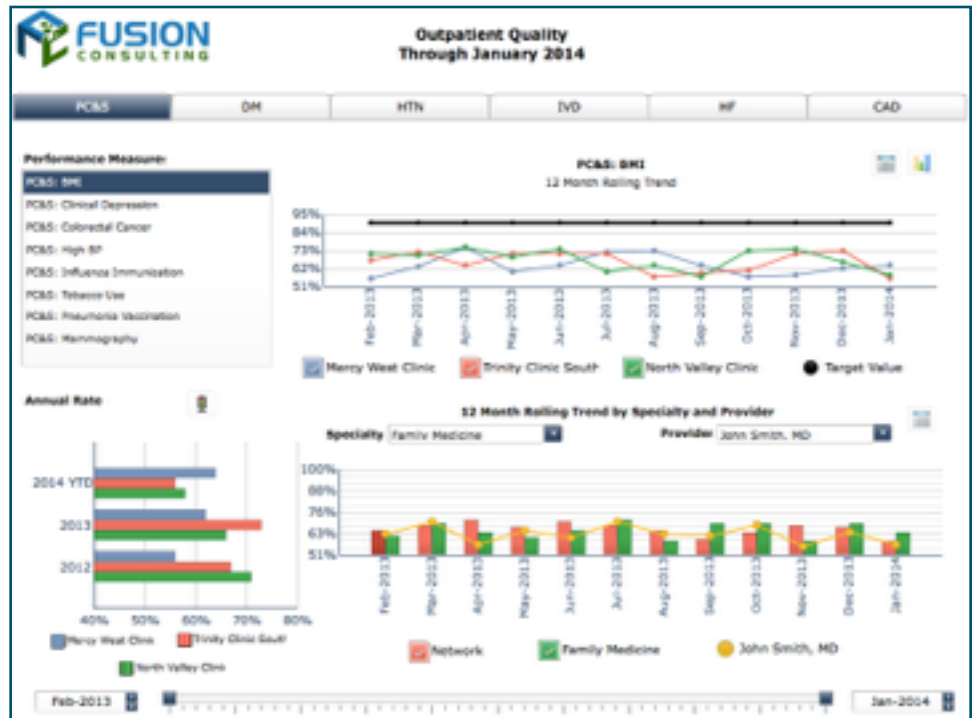 FUSION
CONSULTING
Outpatient Quality
Through January 2014
PC&S DM HTN IVD HF CAD
Performance Measure:
PC&S: BMI
PC&S: Clinical Depression
PC&S: Colorectal Cancer
PC&S: High BP
PC&S: Influenza Immunization
PC&S: Tobacco Use
PC&S: Pneumonia Vaccination
PC&S: Mammography
PC&S: BMI
12 Month Rolling Trend
95%
84%
73%
62%
51%
Feb-2013 Mar-2013 Apr-2013 May-2013 Jun-2013 Jul-2013 Aug-2013 Sep-2013 Oct-2013 Nov-2013 Dec-2013 Jan-2014
Mercy West Clinic Trinity Clinic South North Valley Clinic Target Value
Annual Rate
2014 YTD
2013
2012
40% 50% 60% 70% 80%
Mercy West Clinic Trinity Clinic South
North Valley Clinic
12 Month Rolling Trend by Specialty and Provider
Specialty Family Medicine Provider John Smith, MD
100%
88%
76%
63%
51%
Feb-2013 Mar-2013 Apr-2013 May-2013 Jun-2013 Jul-2013 Aug-2013 Sep-2013 Oct-2013 Nov-2013 Dec-2013 Jan-2014
Network Family Medicine John Smith, MD
Feb-2013 Jan-2014